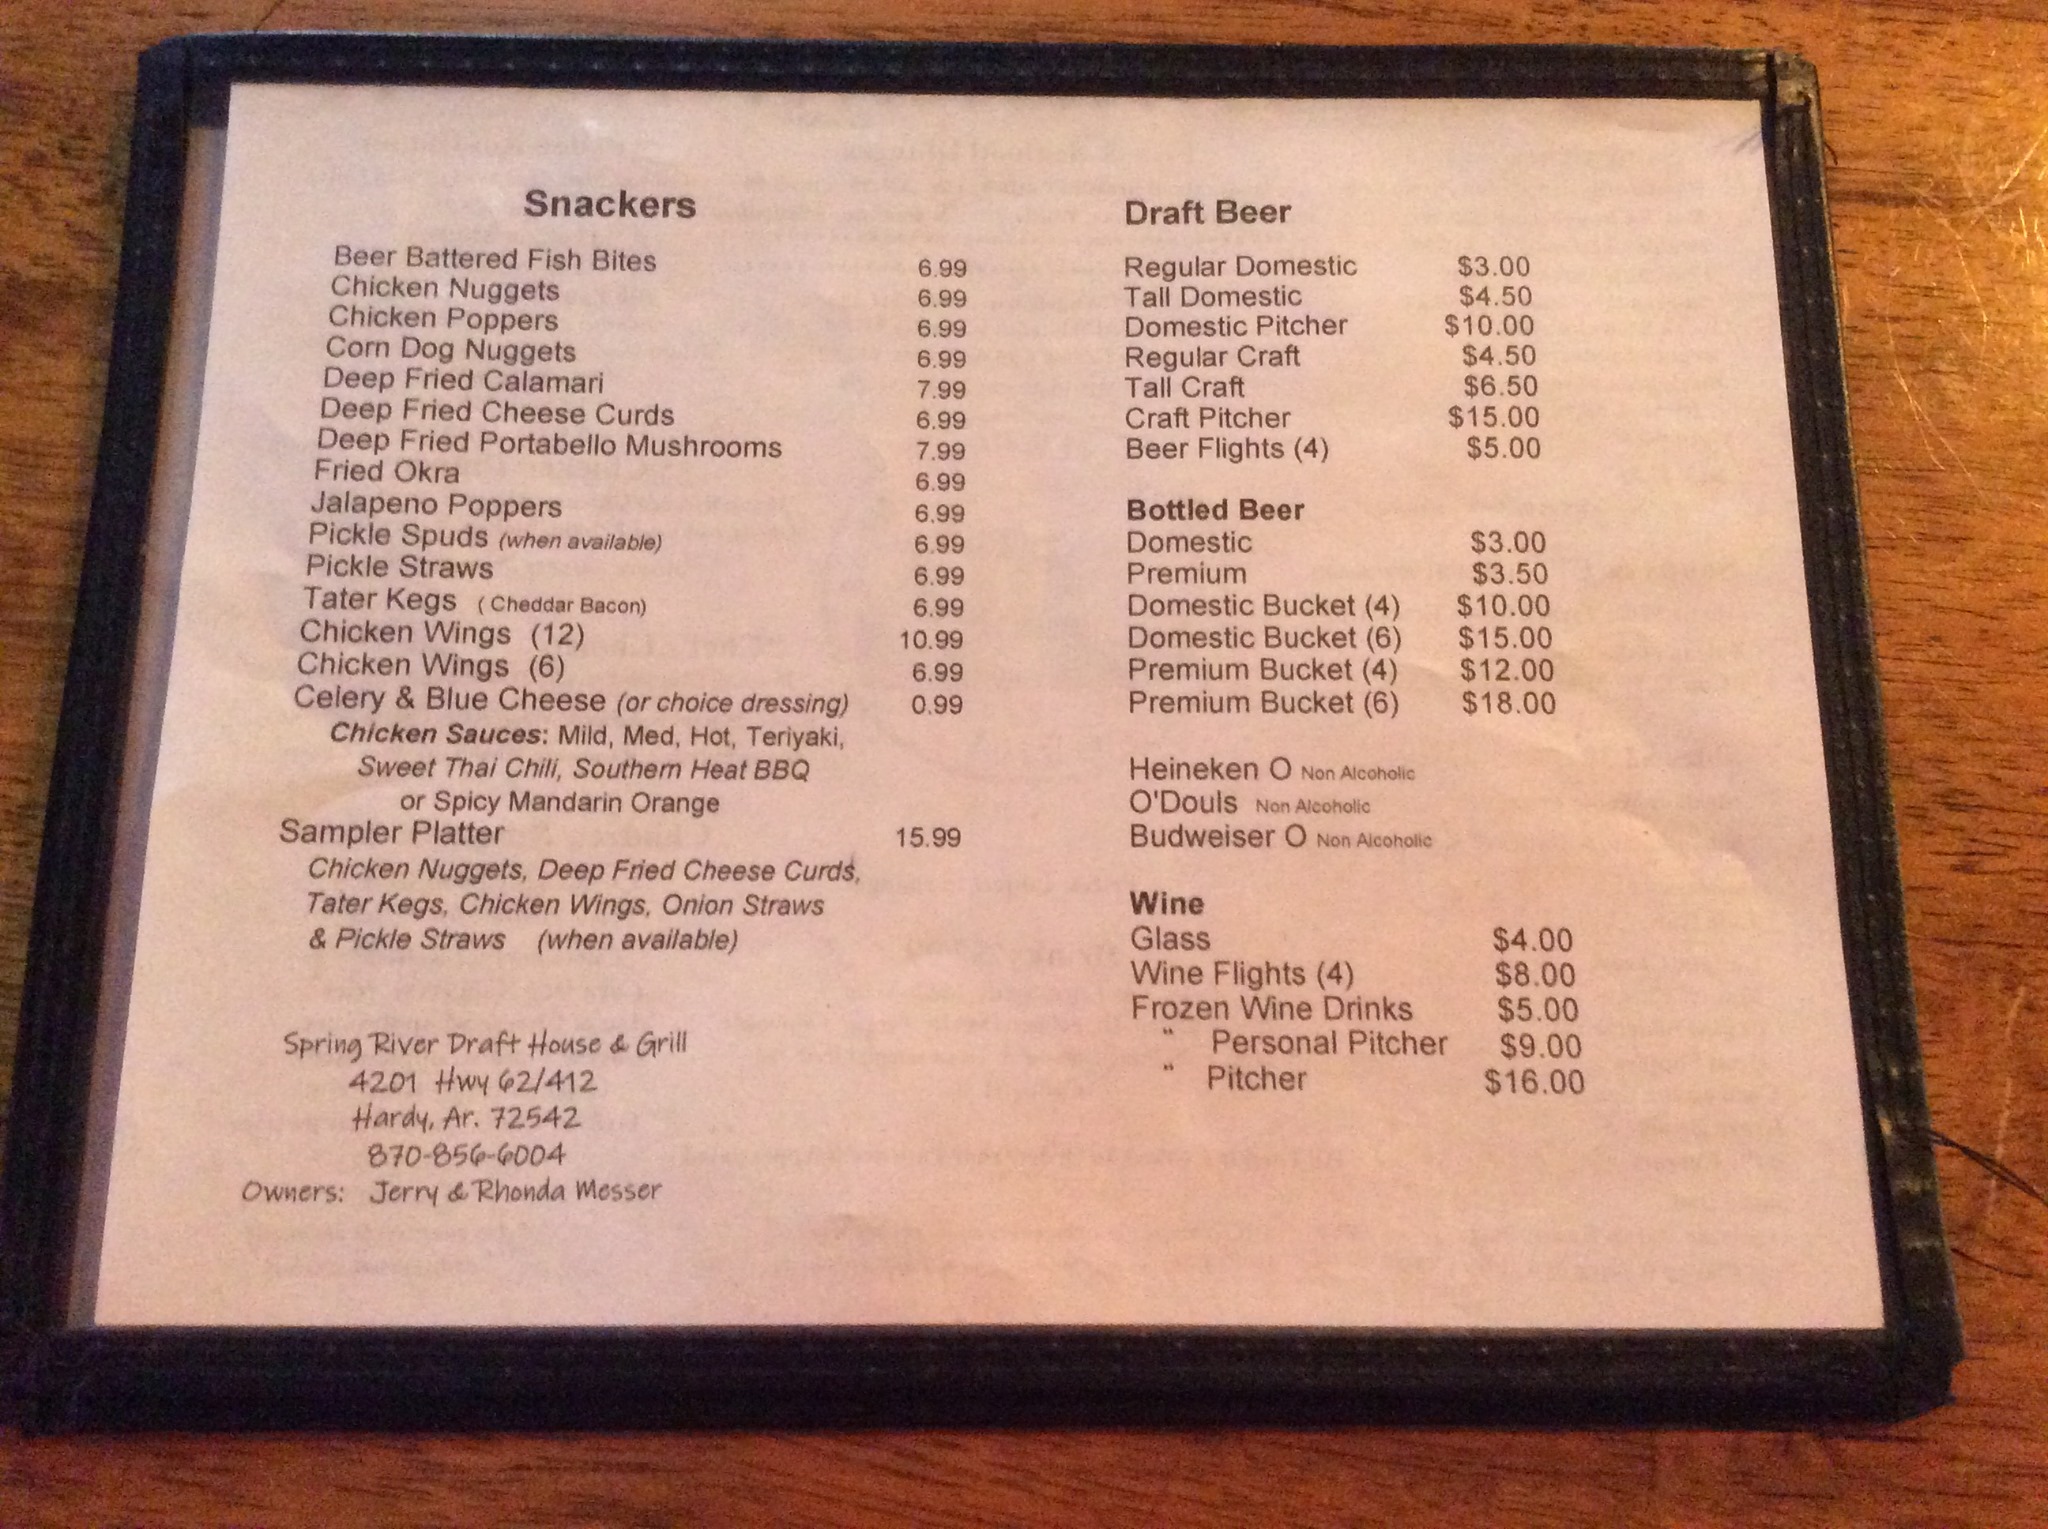 Snackers
Beer Battered Fish Bites 6.99
Chicken Nuggets 6.99
Chicken Poppers 6.99
Corn Dog Nuggets 6.99
Deep Fried Calamari 7.99
Deep Fried Cheese Curds 6.99
Deep Fried Portabello Mushrooms 7.99
Fried Okra 6.99
Jalapeno Poppers 6.99
Pickle Spuds (when available) 6.99
Pickle Straws 6.99
Tater Kegs ( Cheddar Bacon) 6.99
Chicken Wings (12) 10.99
Chicken Wings (6) 6.99
Celery & Blue Cheese (or choice dressing) 0.99
Chicken Sauces: Mild, Med, Hot, Teriyaki,
Sweet Thai Chili, Southern Heat BBQ
or Spicy Mandarin Orange
Sampler Platter 15.99
Chicken Nuggets, Deep Fried Cheese Curds,
Tater Kegs, Chicken Wings, Onion Straws
& Pickle Straws (when available)
Spring River Draft House & Grill
4201 Hwy 62/412
Hardy, Ar. 72542
870-856-6004
Owners: Jerry & Rhonda Messer
Draft Beer
Regular Domestic $3.00
Tall Domestic $4.50
Domestic Pitcher $10.00
Regular Craft $4.50
Tall Craft $6.50
Craft Pitcher $15.00
Beer Flights (4) $5.00
Bottled Beer
Domestic $3.00
Premium $3.50
Domestic Bucket (4) $10.00
Domestic Bucket (6) $15.00
Premium Bucket (4) $12.00
Premium Bucket (6) $18.00
Heineken O Non Alcoholic
O'Douls Non Alcoholic
Budweiser O Non Alcoholic
Wine
Glass $4.00
Wine Flights (4) $8.00
Frozen Wine Drinks $5.00
" Personal Pitcher $9.00
" Pitcher $16.00